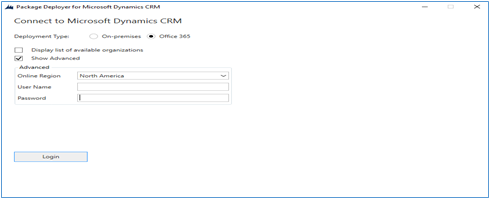 Package Deployer for Microsoft Dynamics CRM
Connect to Microsoft Dynamics CRM
Deployment Type: On-premises Office 365
Display list of available organizations
Show Advanced
Advanced
Online Region North America
User Name
Password
Login